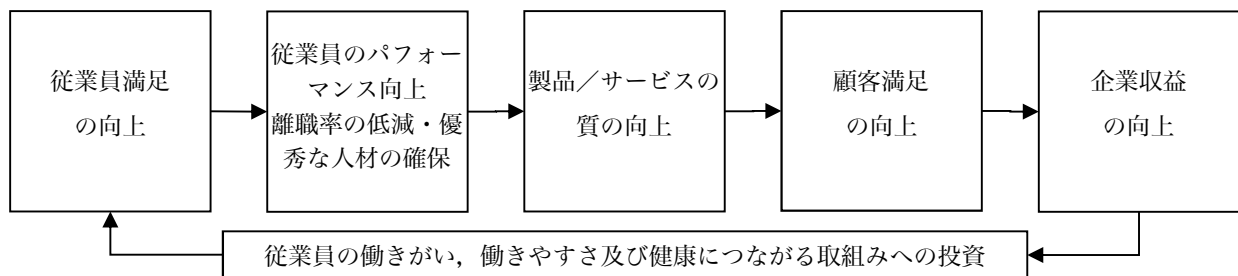 従業員満足
の向上
従業員のパフォー
マンス向上
離職率の低減・優
秀な人材の確保
製品／サービスの
質の向上
顧客満足
の向上
企業収益
の向上
従業員の働きがい，働きやすさ及び健康につながる取組みへの投資